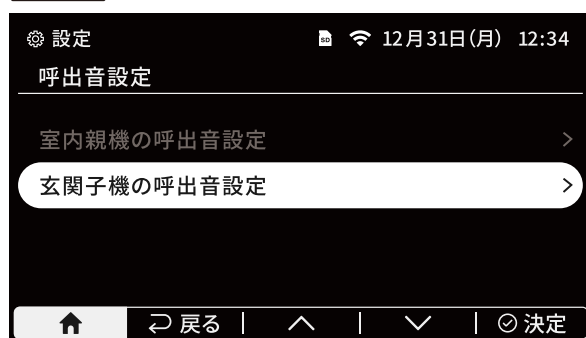 設定 SD 12月31日(月) 12:34
呼出音設定
室内親機の呼出音設定 >
玄関子機の呼出音設定 >
戻る 決定